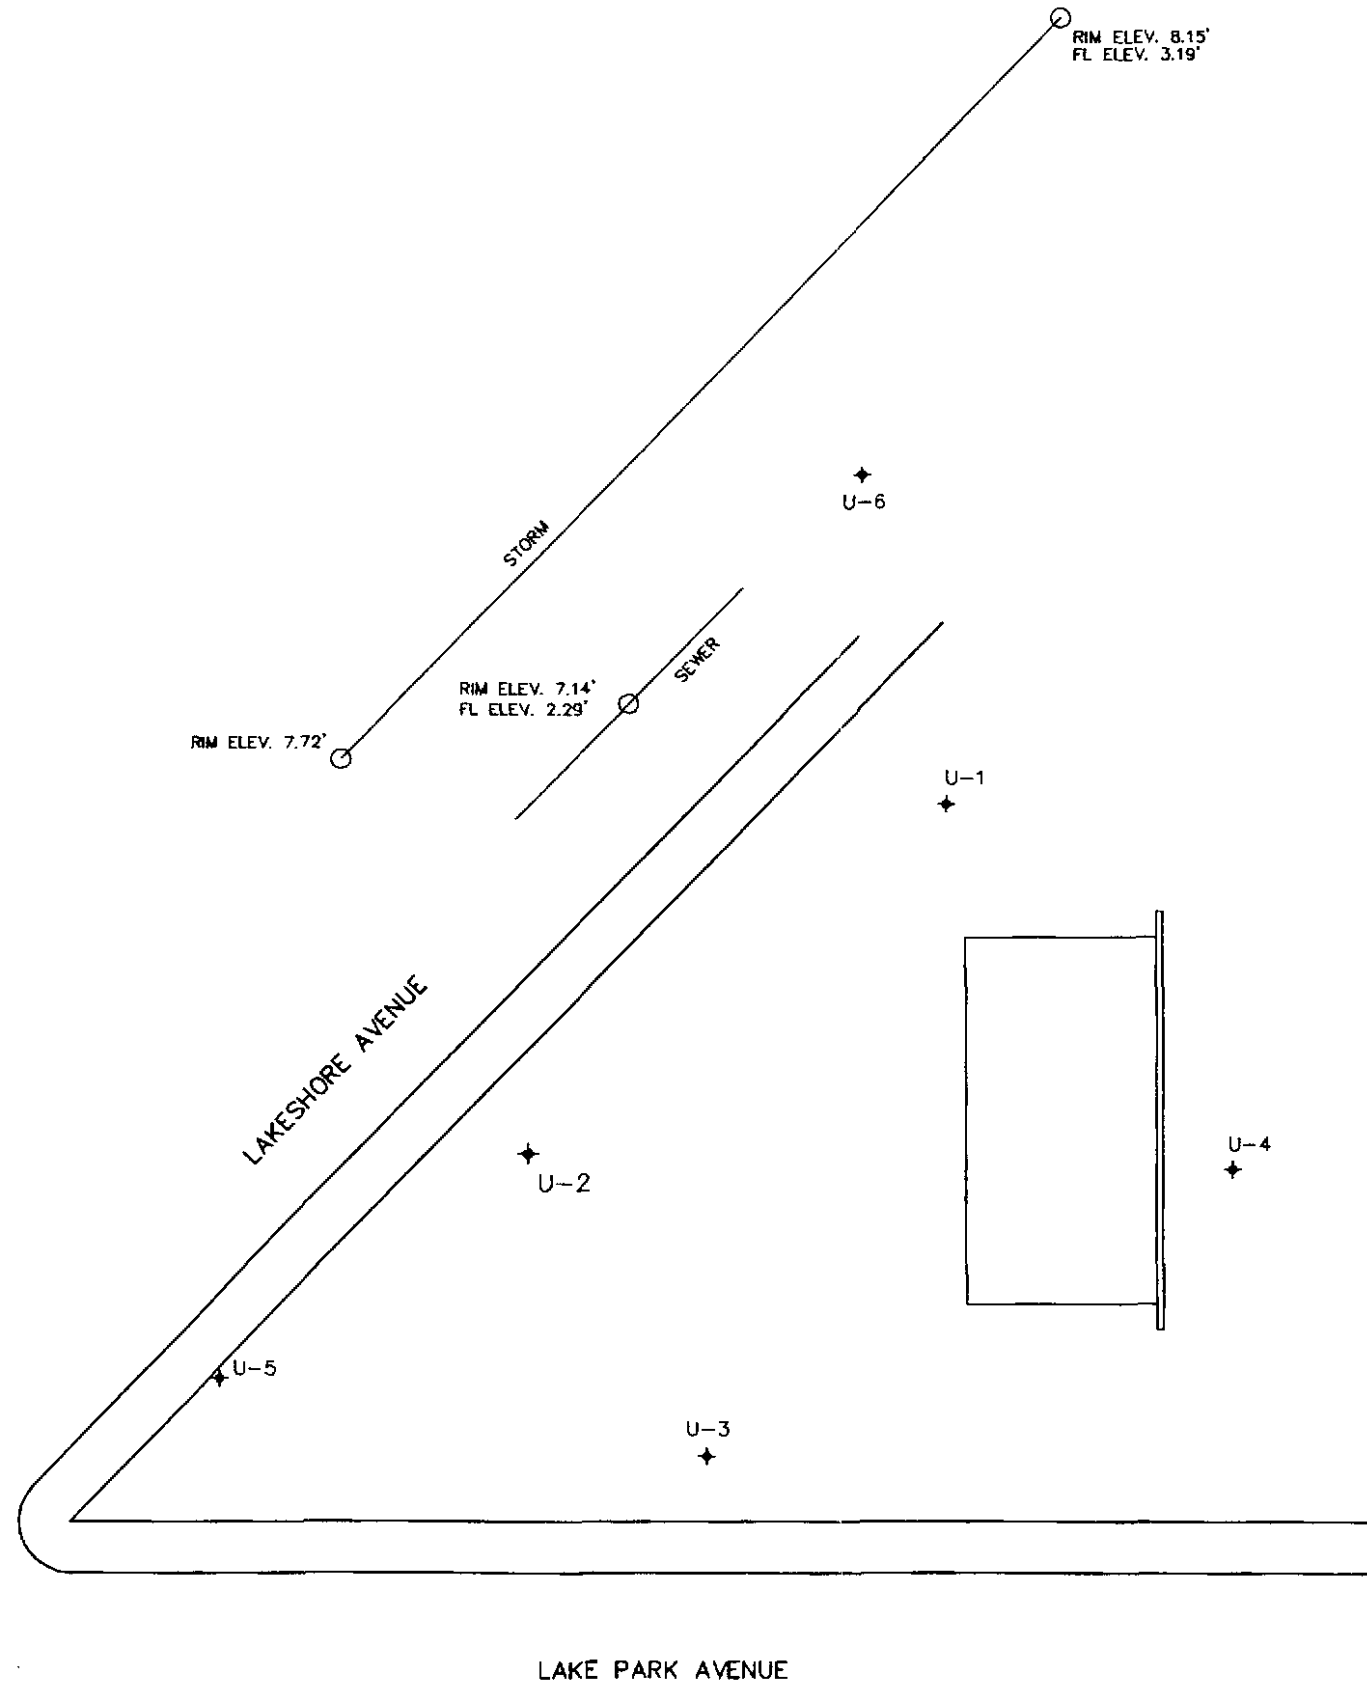 RIM ELEV. 8.15'
FL ELEV. 3.19'
U-6
STORM
SEWER
RIM ELEV. 7.14'
FL ELEV. 2.29'
RIM ELEV. 7.72'
U-1
LAKESHORE AVENUE
U-4
U-2
U-5
U-3
LAKE PARK AVENUE